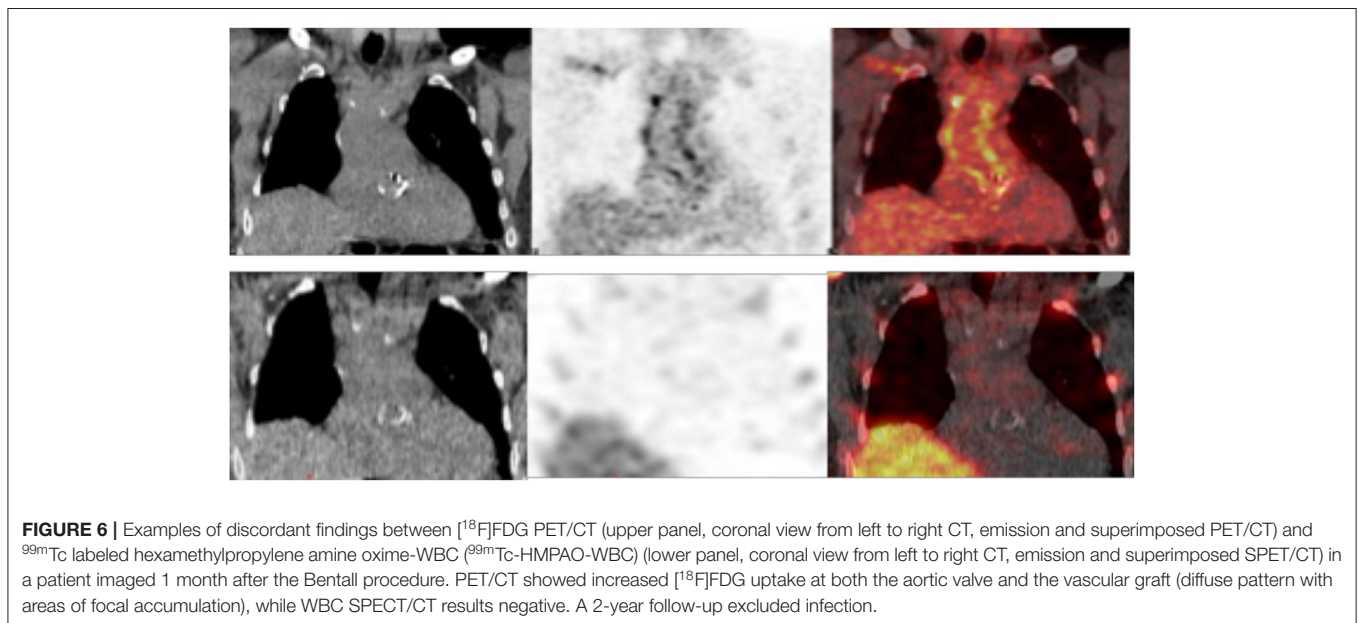 FIGURE 6 | Examples of discordant findings between [¹⁸F]FDG PET/CT (upper panel, coronal view from left to right CT, emission and superimposed PET/CT) and
⁹⁹ᵐTc labeled hexamethylpropylene amine oxime-WBC (⁹⁹ᵐTc-HMPAO-WBC) (lower panel, coronal view from left to right CT, emission and superimposed SPET/CT) in
a patient imaged 1 month after the Bentall procedure. PET/CT showed increased [¹⁸F]FDG uptake at both the aortic valve and the vascular graft (diffuse pattern with
areas of focal accumulation), while WBC SPECT/CT results negative. A 2-year follow-up excluded infection.